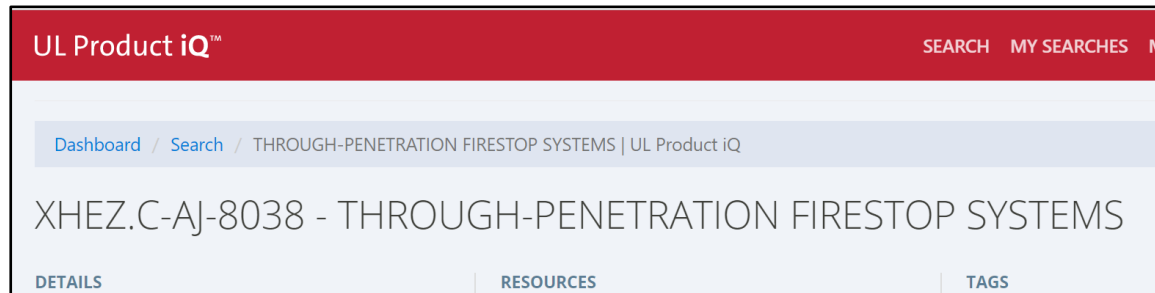 UL Product iQ™
SEARCH MY SEARCHES
Dashboard / Search / THROUGH-PENETRATION FIRESTOP SYSTEMS | UL Product iQ
XHEZ.C-AJ-8038 - THROUGH-PENETRATION FIRESTOP SYSTEMS
DETAILS RESOURCES TAGS